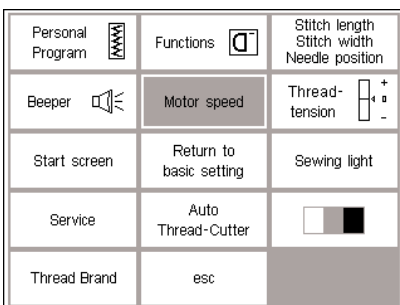 Personal
Program
Functions
Stitch length
Stitch width
Needle position
Beeper
Motor speed
Thread-
tension
+
-
Start screen
Return to
basic setting
Sewing light
Service
Auto
Thread-Cutter
Thread Brand
esc